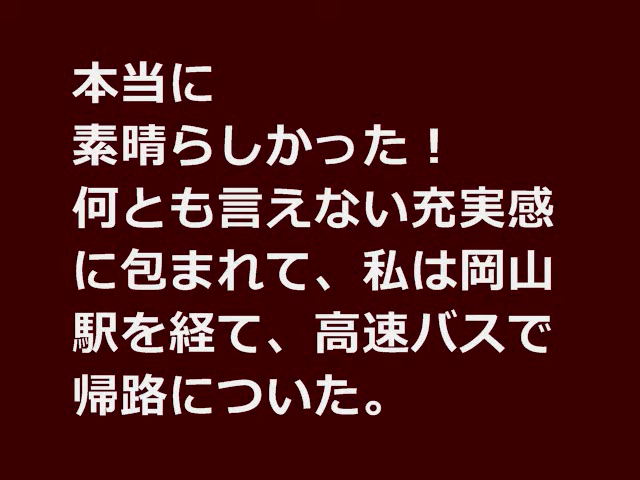 本当に
素晴らしかった！
何とも言えない充実感
に包まれて、私は岡山
駅を経て、高速バスで
帰路についた。